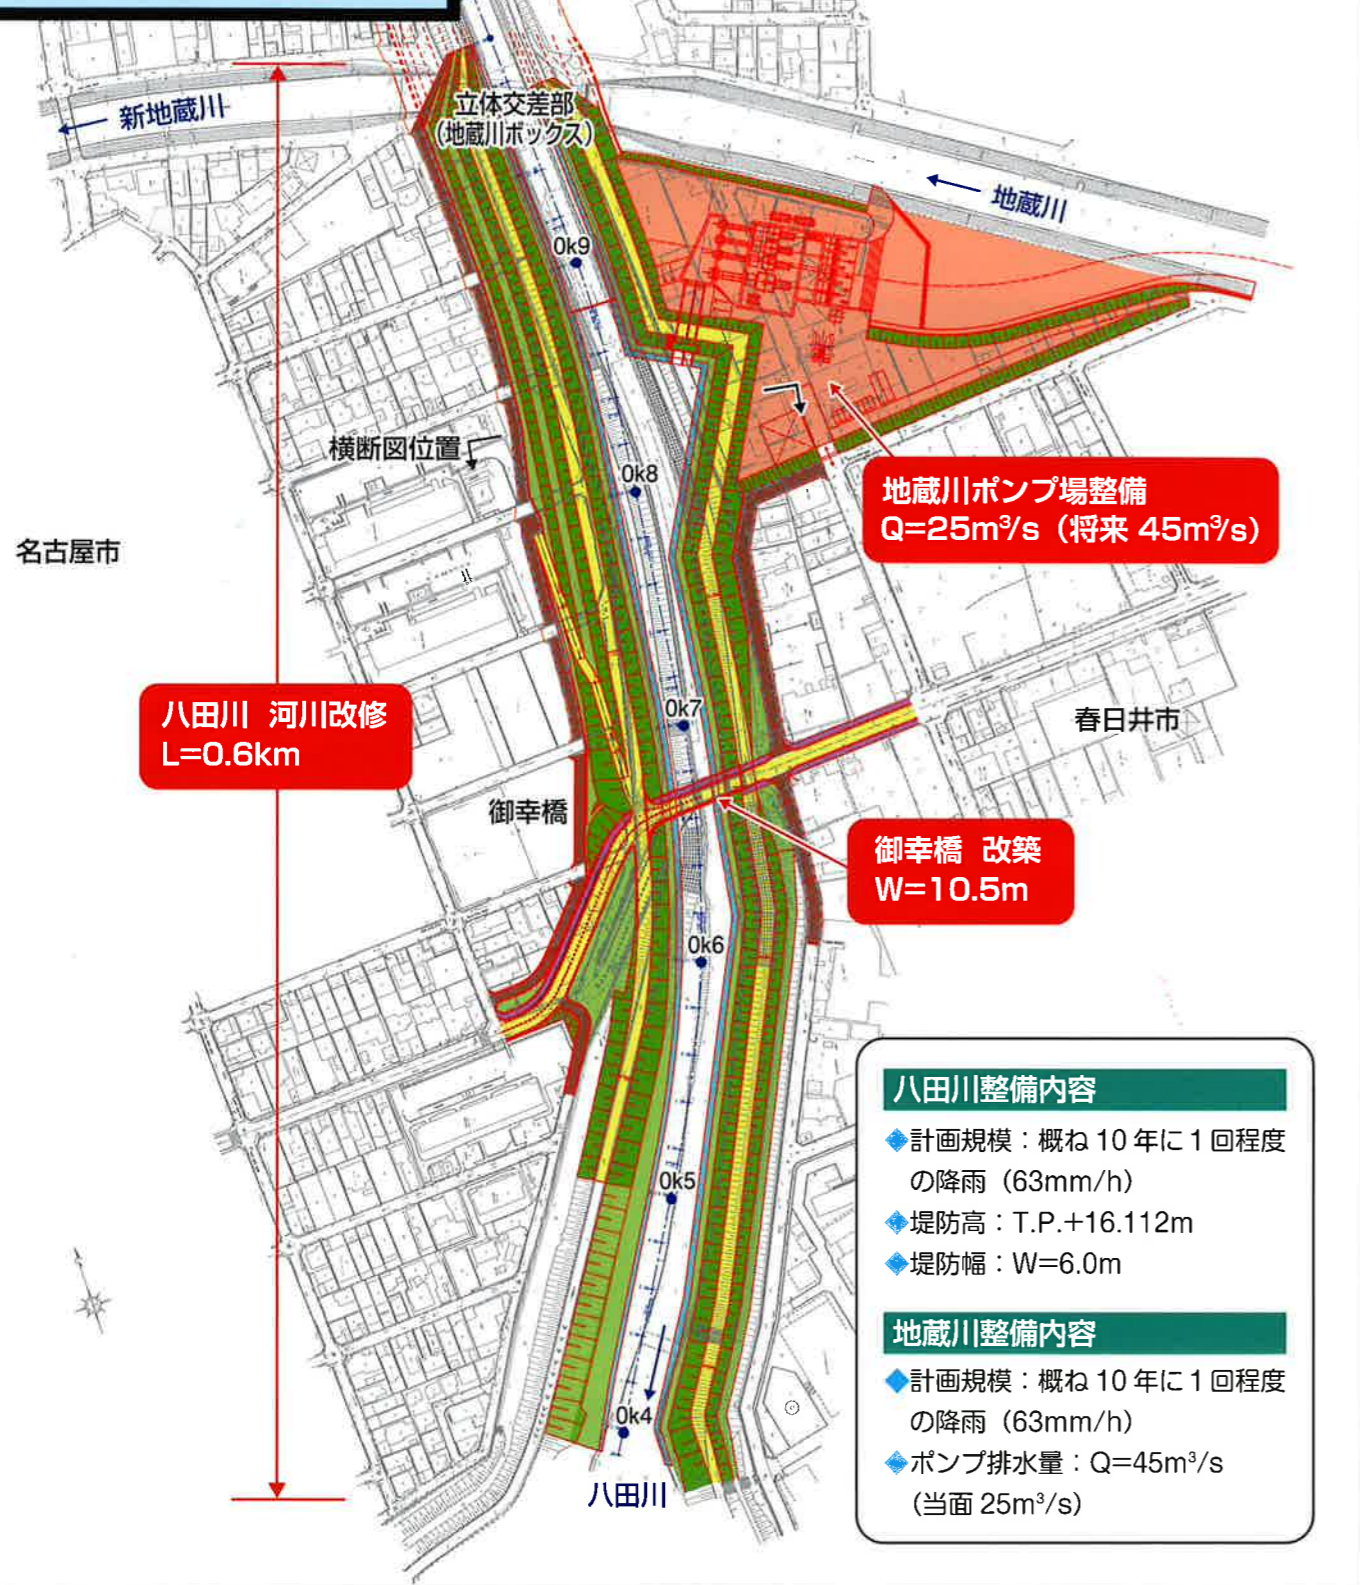 新地蔵川
立体交差部
(地蔵川ボックス)
地蔵川
0k9
横断図位置
0k8
地蔵川ポンプ場整備
Q=25m³/s（将来 45m³/s）
名古屋市
八田川 河川改修
L=0.6km
0k7
春日井市
御幸橋
御幸橋 改築
W=10.5m
0k6
0k5
0k4
八田川
八田川整備内容
◆計画規模：概ね 10 年に 1 回程度
の降雨（63mm/h）
◆堤防高：T.P.+16.112m
◆堤防幅：W=6.0m
地蔵川整備内容
◆計画規模：概ね 10 年に 1 回程度
の降雨（63mm/h）
◆ポンプ排水量：Q=45m³/s
（当面 25m³/s）